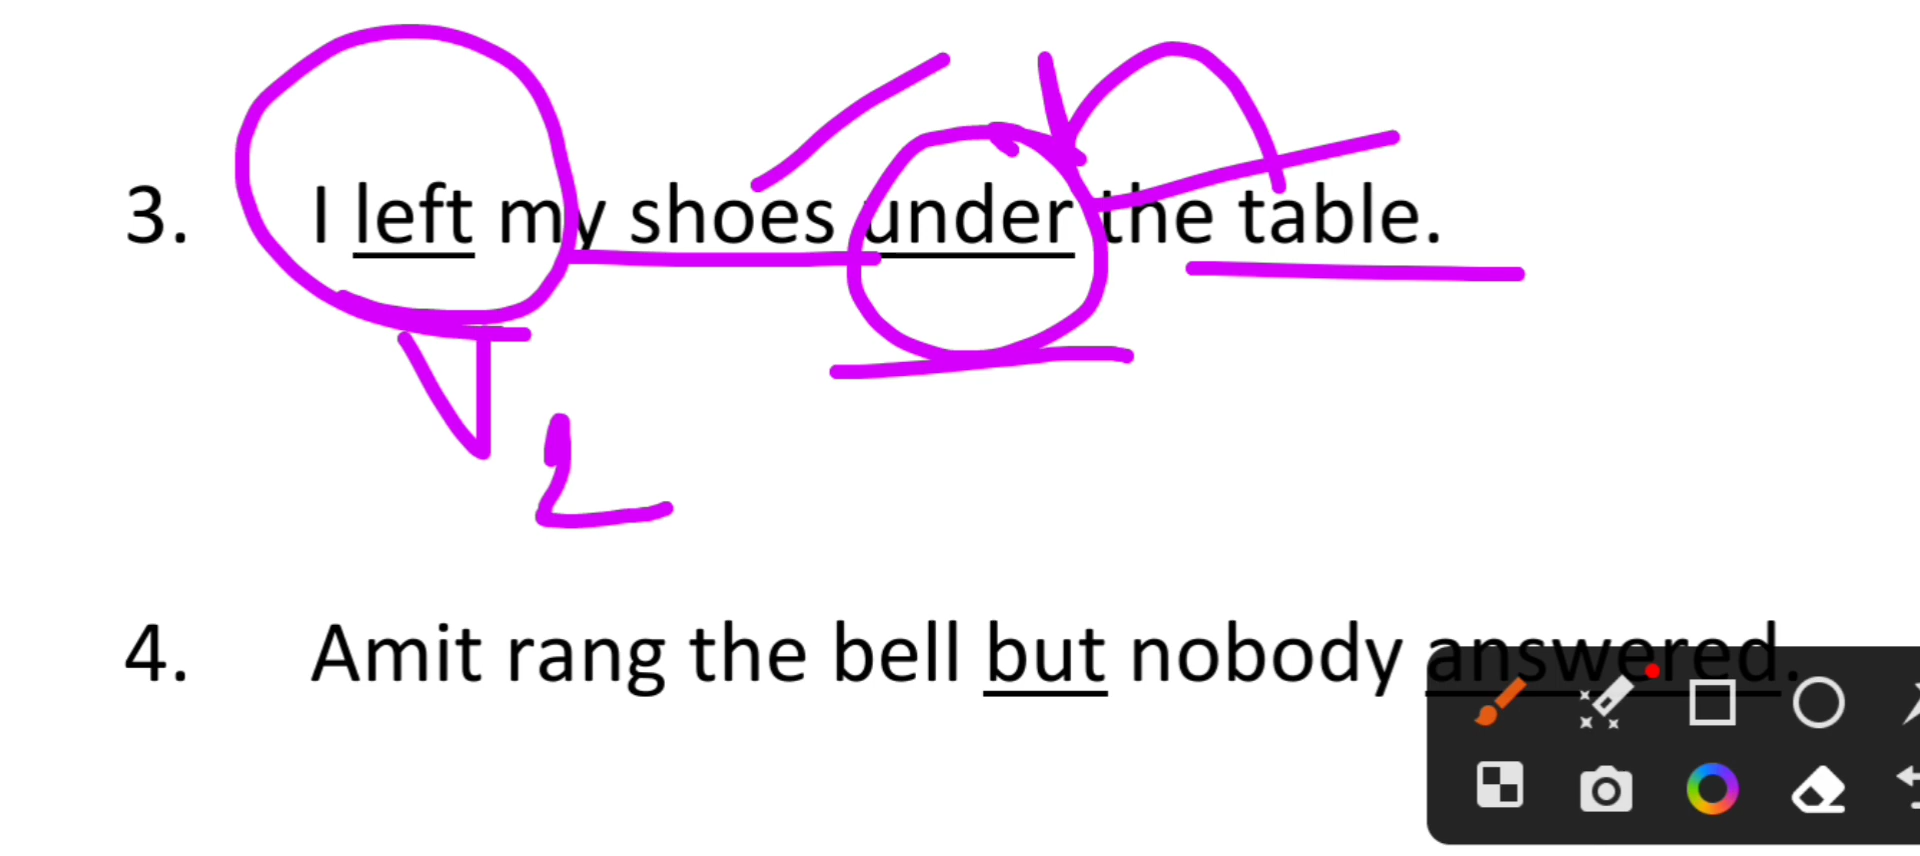 3. I left my shoes under the table.
4. Amit rang the bell but nobody answered.